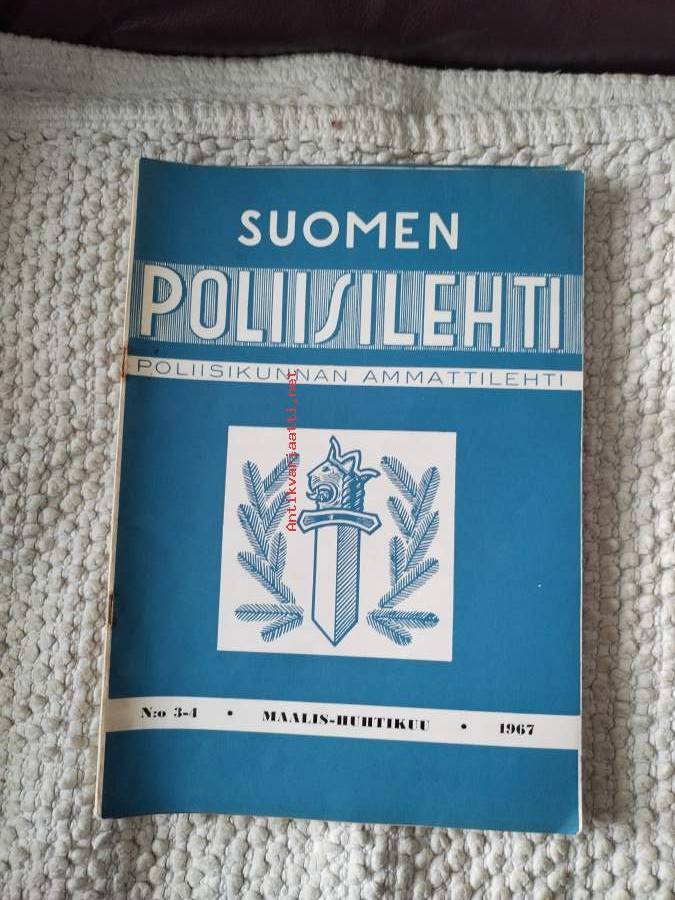 SUOMEN
POLIISILEHTI
POLIISIKUNNAN AMMATTILEHTI
Antikvariaatti.net
N:o 3-4 • MAALIS-HUHTIKUU • 1967